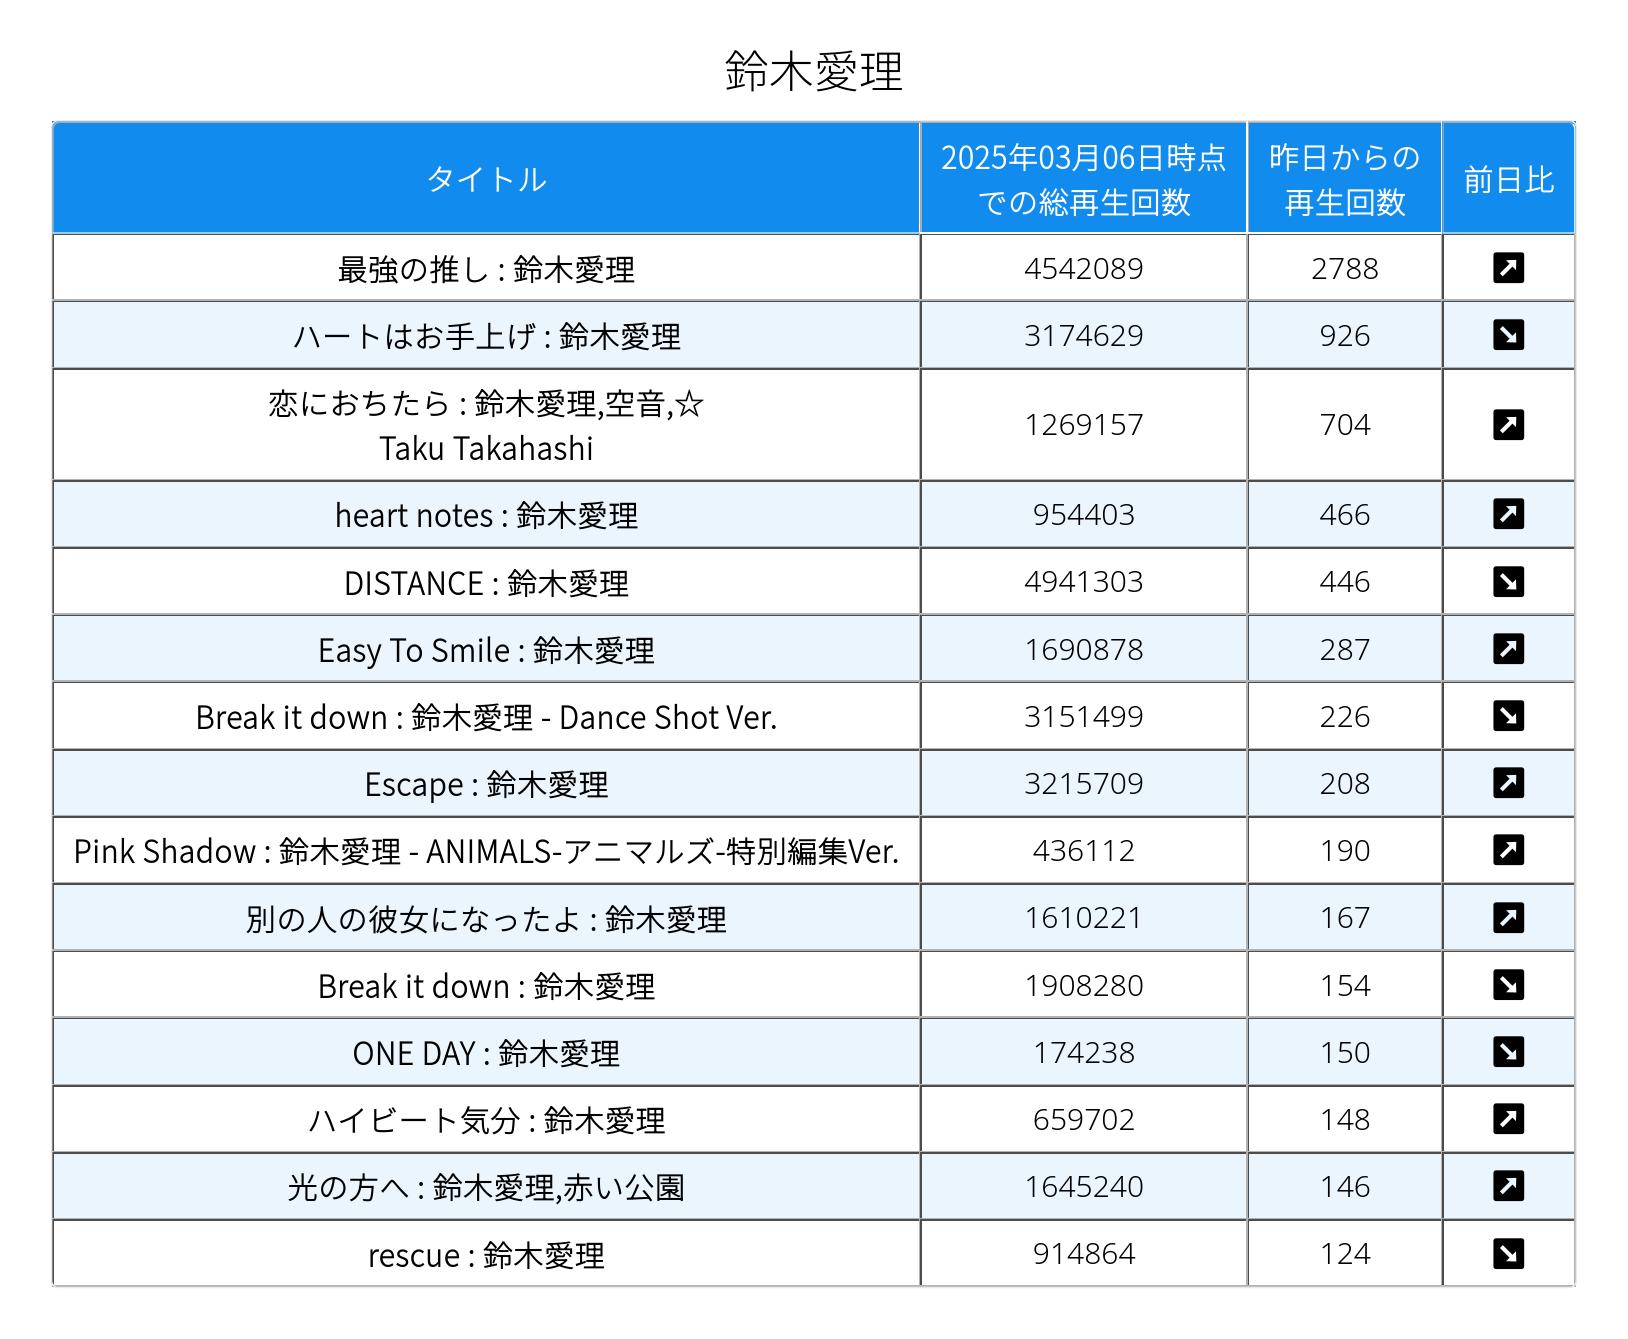 鈴木愛理
タイトル
2025年03月06日時点
での総再生回数
昨日からの
再生回数
前日比
最強の推し : 鈴木愛理 4542089 2788
ハートはお手上げ : 鈴木愛理 3174629 926
恋におちたら : 鈴木愛理,空音,☆
Taku Takahashi 1269157 704
heart notes : 鈴木愛理 954403 466
DISTANCE : 鈴木愛理 4941303 446
Easy To Smile : 鈴木愛理 1690878 287
Break it down : 鈴木愛理 - Dance Shot Ver. 3151499 226
Escape : 鈴木愛理 3215709 208
Pink Shadow : 鈴木愛理 - ANIMALS-アニマルズ-特別編集Ver. 436112 190
別の人の彼女になったよ : 鈴木愛理 1610221 167
Break it down : 鈴木愛理 1908280 154
ONE DAY : 鈴木愛理 174238 150
ハイビート気分 : 鈴木愛理 659702 148
光の方へ : 鈴木愛理,赤い公園 1645240 146
rescue : 鈴木愛理 914864 124